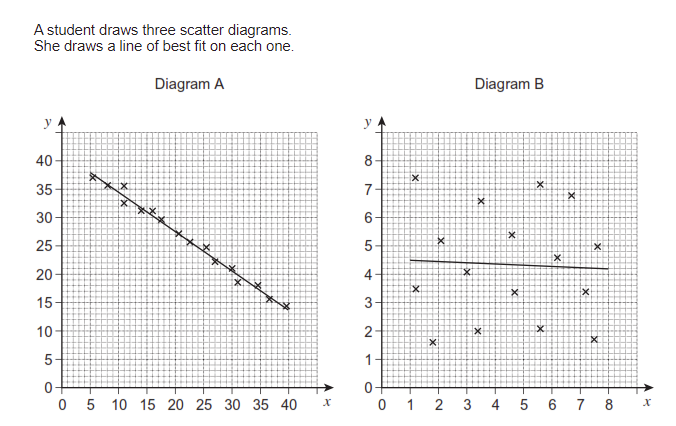 A student draws three scatter diagrams.
She draws a line of best fit on each one.
Diagram A
y
40
35
30
25
20
15
10
5
0
0 5 10 15 20 25 30 35 40 x
Diagram B
y
8
7
6
5
4
3
2
1
0
0 1 2 3 4 5 6 7 8 x